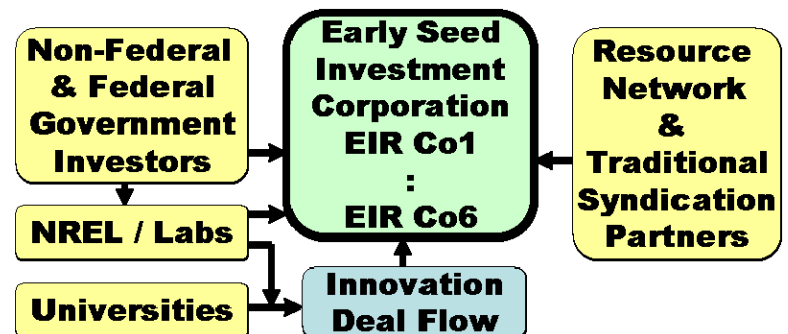 Non-Federal
& Federal
Government
Investors
NREL / Labs
Universities
Early Seed
Investment
Corporation
EIR Co1
:
EIR Co6
Innovation
Deal Flow
Resource
Network
&
Traditional
Syndication
Partners